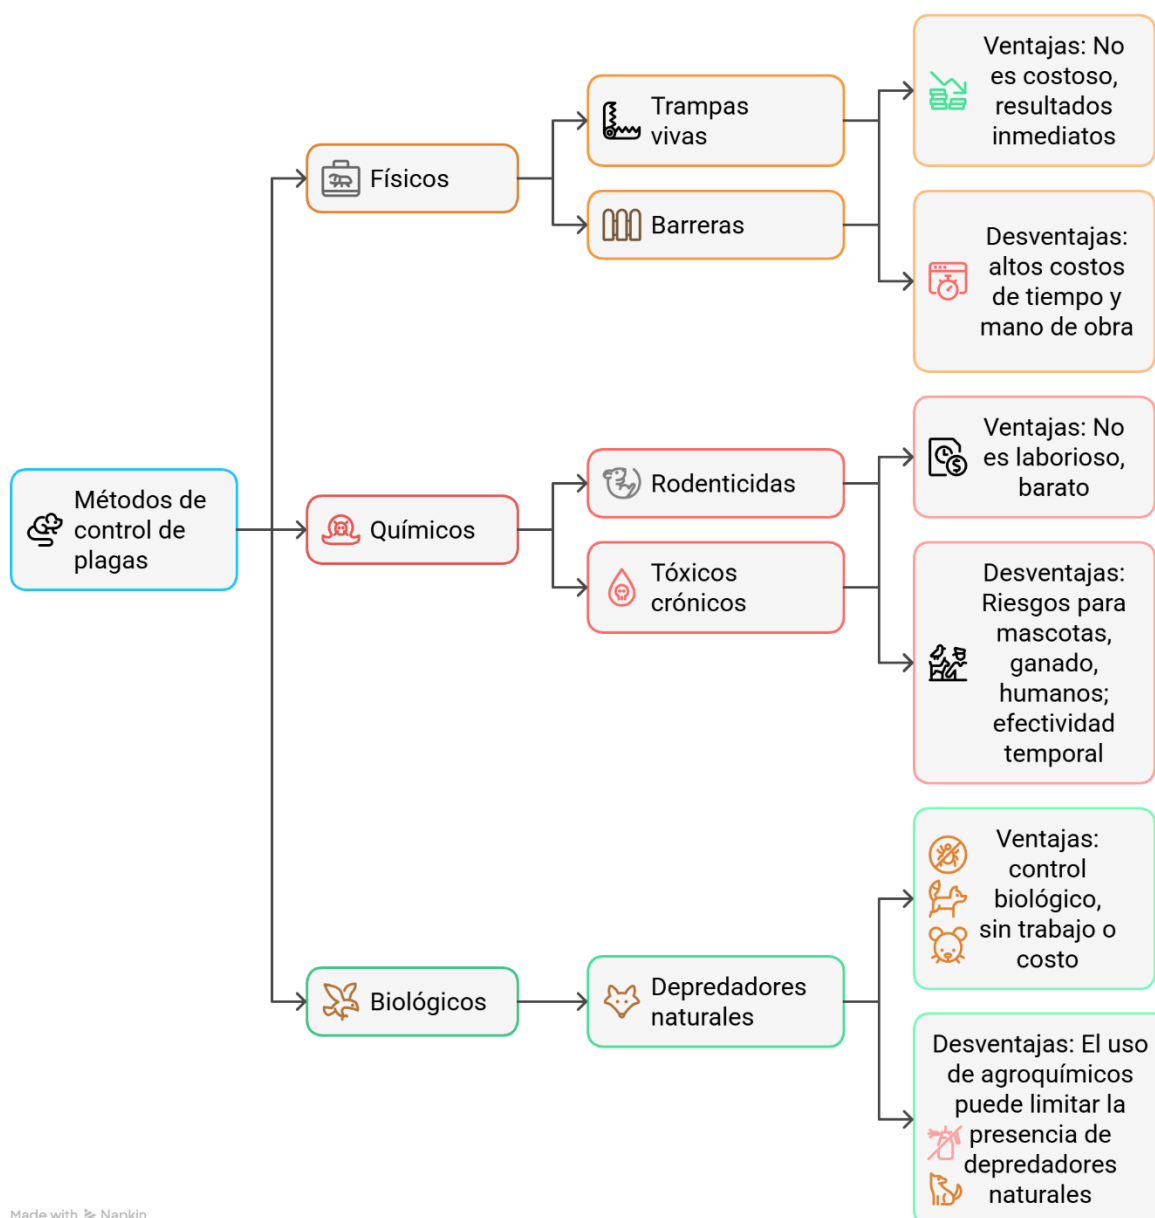 Métodos de
control de
plagas
Físicos
Trampas
vivas
Barreras
Ventajas: No
es costoso,
resultados
inmediatos
Desventajas:
altos costos
de tiempo y
mano de obra
Químicos
Rodenticidas
Tóxicos
crónicos
Ventajas: No
es laborioso,
barato
Desventajas:
Riesgos para
mascotas,
ganado,
humanos;
efectividad
temporal
Biológicos
Depredadores
naturales
Ventajas:
control
biológico,
sin trabajo o
costo
Desventajas: El uso
de agroquímicos
puede limitar la
presencia de
depredadores
naturales
Made with Napkin